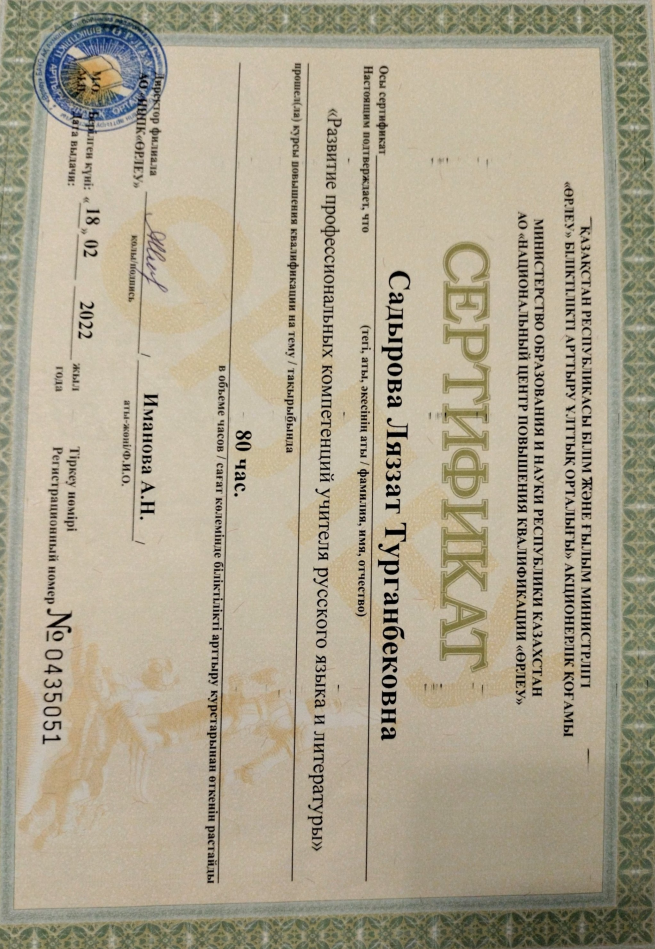 ҚАЗАҚСТАН РЕСПУБЛИКАСЫ БІЛІМ ЖӘНЕ ҒЫЛЫМ МИНИСТРЛІГІ
«ӨРЛЕУ» БІЛІКТІЛІКТІ АРТТЫРУ ҰЛТТЫҚ ОРТАЛЫҒЫ» АКЦИОНЕРЛІК ҚОҒАМЫ
МИНИСТЕРСТВО ОБРАЗОВАНИЯ И НАУКИ РЕСПУБЛИКИ КАЗАХСТАН
АО «НАЦИОНАЛЬНЫЙ ЦЕНТР ПОВЫШЕНИЯ КВАЛИФИКАЦИИ «ӨРЛЕУ»
СЕРТИФИКАТ
Осы сертификат
Садырова Ляззат Турганбековна
Настоящим подтверждает, что
(тегі, аты, әкесінің аты / фамилия, имя, отчество)
«Развитие профессиональных компетенций учителя русского языка и литературы»
прошел(ла) курсы повышения квалификации на тему / тақырыбында
80 час.
в объеме часов / сағат көлемінде біліктілікті арттыру курстарынан өткенін растайды
Директор филиала
АО «НЦПК«ӨРЛЕУ» / Иманова А.Н. /
қолы/подпись аты-жөні/Ф.И.О.
М.О. Берілген күні: « 18 » 02 2022 жыл Тіркеу нөмірі
М.П. Дата выдачи: года Регистрационный номер № 0435051